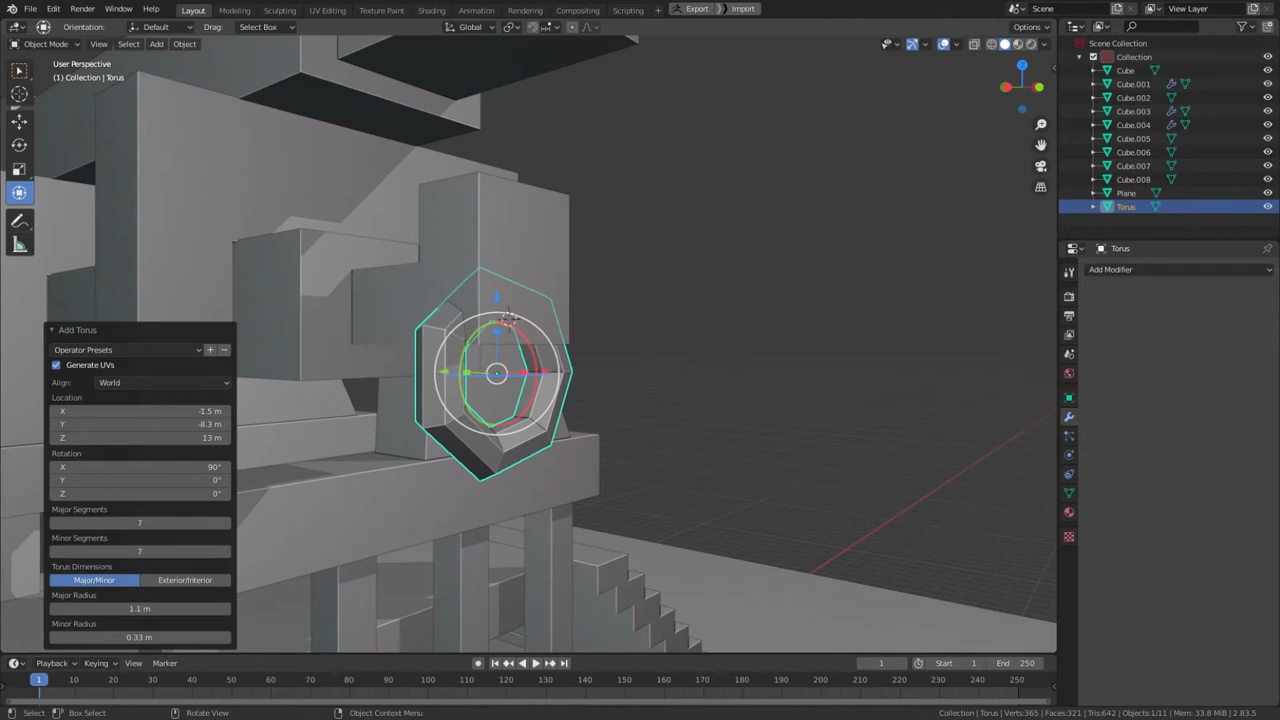 File Edit Render Window Help Layout Modeling Sculpting UV Editing Texture Paint Shading Animation Rendering Compositing Scripting + Export Import Scene View Layer
Orientation: Default Drag: Select Box Global Options
Object Mode View Select Add Object
Scene Collection
User Perspective
(1) Collection | Torus
Collection
Cube
Cube.001
Cube.002
Cube.003
Cube.004
Cube.005
Cube.006
Cube.007
Cube.008
Plane
Torus
Torus
Add Modifier
Z
Add Torus
Operator Presets
Generate UVs
Align: World
Location
X -1.5 m
Y -8.3 m
Z 13 m
Rotation
X 90°
Y 0°
Z 0°
Major Segments
7
Minor Segments
7
Torus Dimensions
Major/Minor Exterior/Interior
Major Radius
1.1 m
Minor Radius
0.33 m
Playback Keying View Marker 1 Start 1 End 250
1 10 20 30 40 50 60 70 80 90 100 110 120 130 140 150 160 170 180 190 200 210 220 230 240 250
Select Box Select Rotate View Object Context Menu Collection | Torus | Verts:365 | Faces:321 | Tris:642 | Objects:1/11 | Mem: 33.8 MiB | 2.83.5